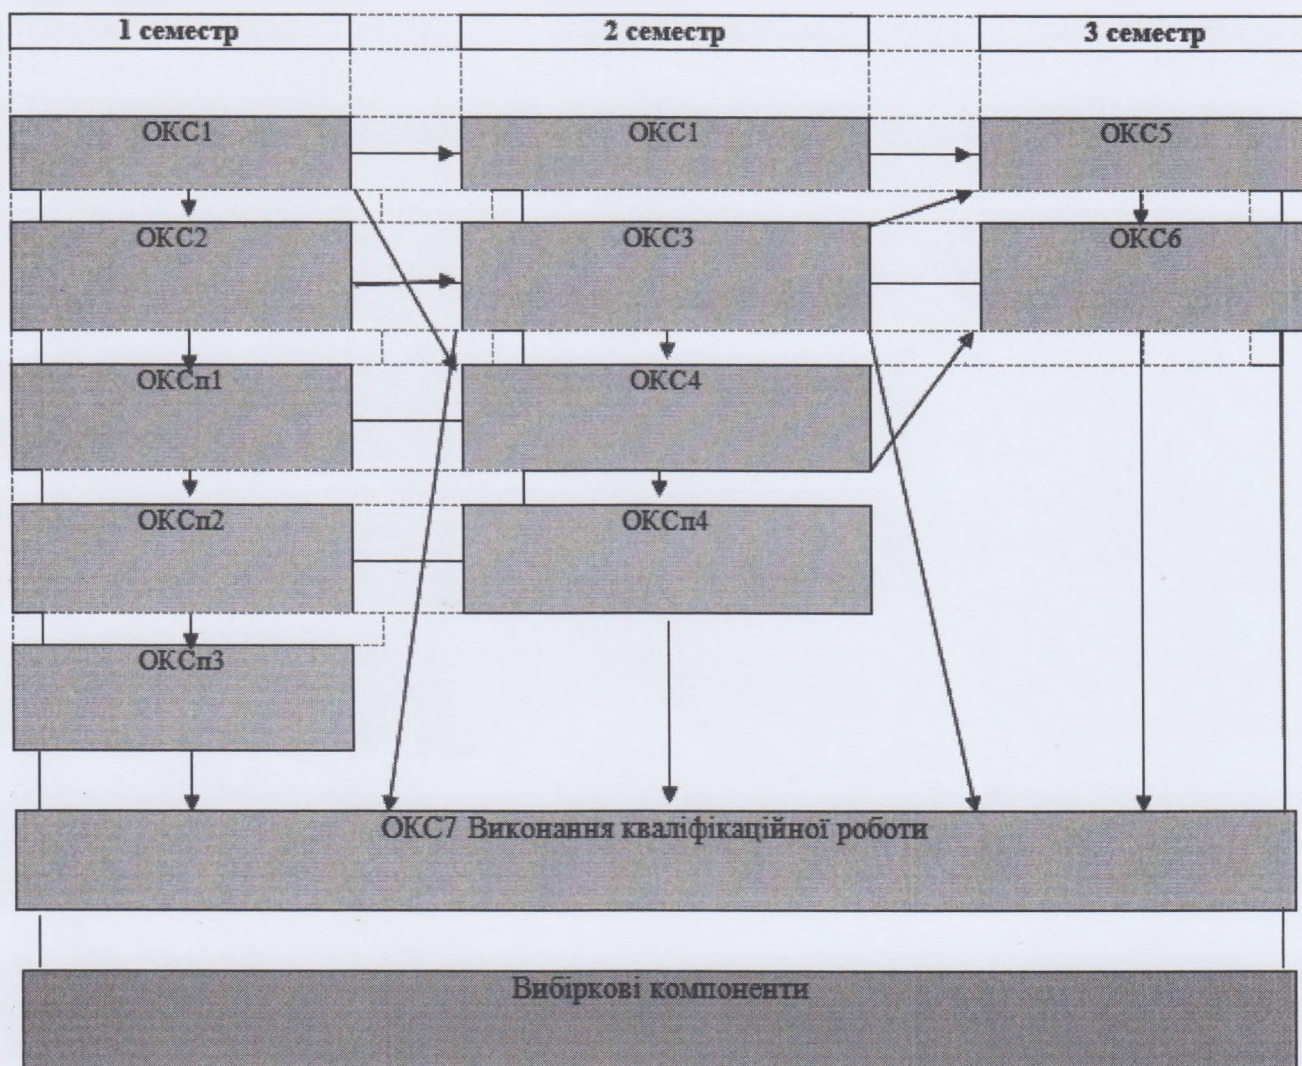 1 семестр 2 семестр 3 семестр
ОКС1 ОКС1 ОКС5
ОКС2 ОКС3 ОКС6
ОКСп1 ОКС4
ОКСп2 ОКСп4
ОКСп3
ОКС7 Виконання кваліфікаційної роботи
Вибіркові компоненти